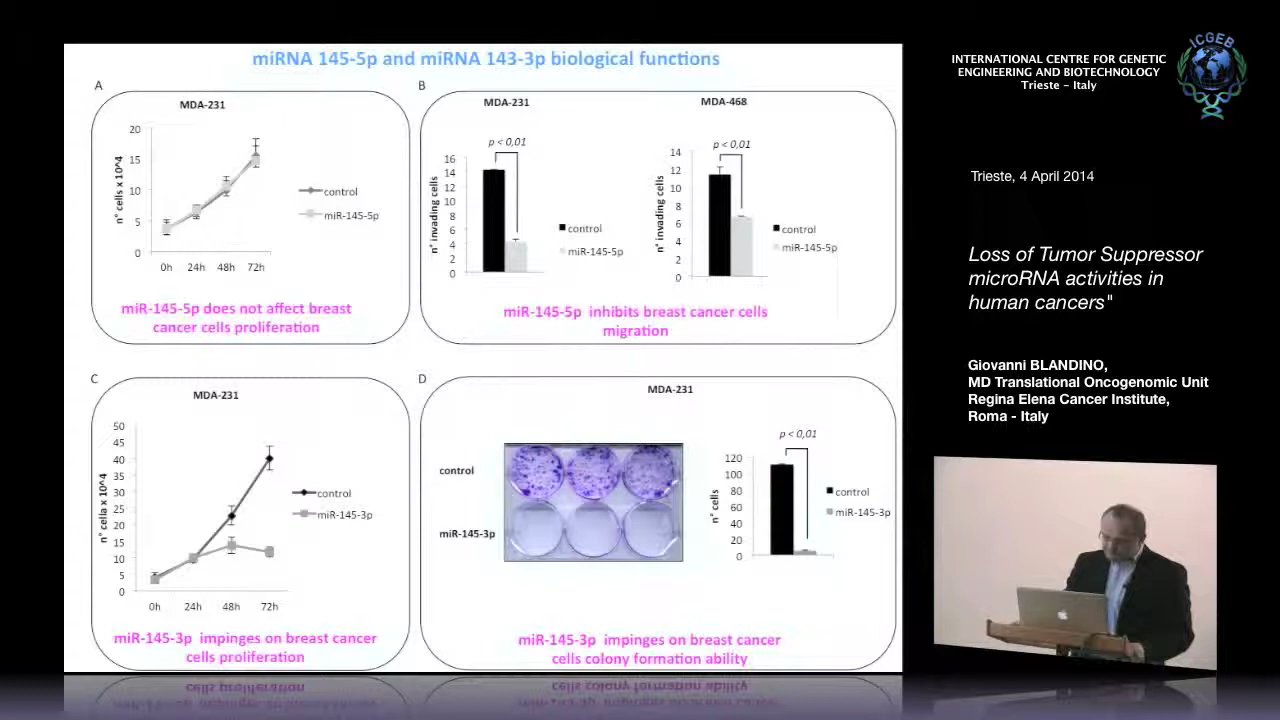 miRNA 145-5p and miRNA 143-3p biological functions
A
MDA-231
n° cells x 10^4
20
15
10
5
0
0h 24h 48h 72h
control
miR-145-5p
miR-145-5p does not affect breast
cancer cells proliferation
B
MDA-231
p < 0,01
n° invading cells
16
14
12
10
8
6
4
2
0
control
miR-145-5p
MDA-468
p < 0,01
n° invading cells
14
12
10
8
6
4
2
0
control
miR-145-5p
miR-145-5p inhibits breast cancer cells
migration
C
MDA-231
n° cella x 10^4
50
45
40
35
30
25
20
15
10
5
0
0h 24h 48h 72h
control
miR-145-3p
miR-145-3p impinges on breast cancer
cells proliferation
D
MDA-231
control
miR-145-3p
p < 0,01
n° cells
120
100
80
60
40
20
0
control
miR-145-3p
miR-145-3p impinges on breast cancer
cells colony formation ability
INTERNATIONAL CENTRE FOR GENETIC
ENGINEERING AND BIOTECHNOLOGY
Trieste – Italy
ICGEB
Trieste, 4 April 2014
Loss of Tumor Suppressor
microRNA activities in
human cancers"
Giovanni BLANDINO,
MD Translational Oncogenomic Unit
Regina Elena Cancer Institute,
Roma - Italy